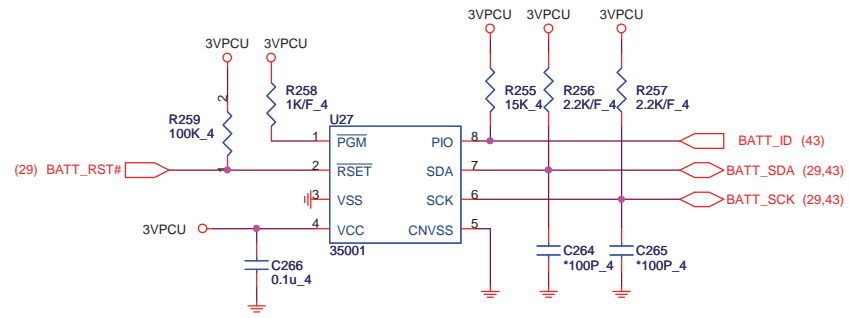 3VPCU
3VPCU
3VPCU
3VPCU
3VPCU
R258
1K/F_4
R255
15K_4
R256
2.2K/F_4
R257
2.2K/F_4
2
R259
100K_4
1
U27
1
PGM
PIO
8
BATT_ID (43)
(29) BATT_RST#
2
RSET
SDA
7
BATT_SDA (29,43)
3
VSS
SCK
6
BATT_SCK (29,43)
3VPCU
4
VCC
CNVSS
5
35001
C266
0.1u_4
C264
*100P_4
C265
*100P_4